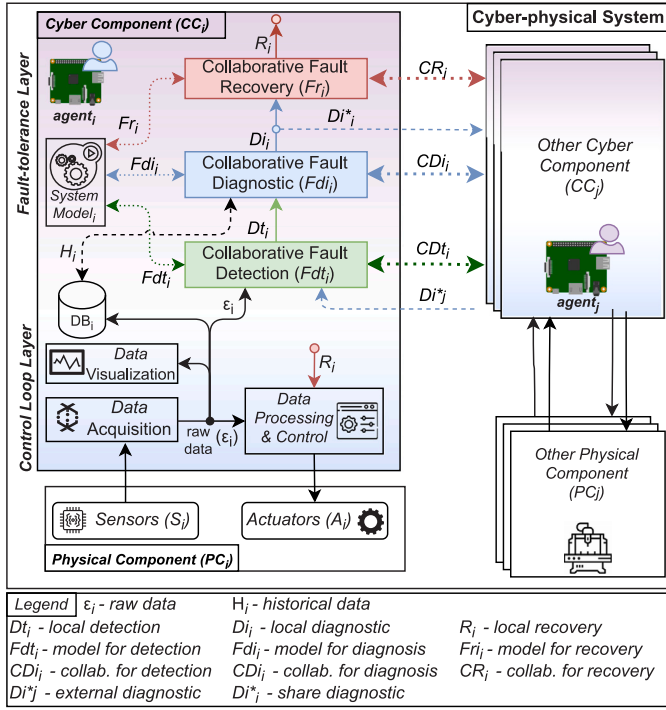 Cyber-physical System
Cyber Component (CCᵢ)
Rᵢ
Fault-tolerance Layer
agentᵢ
Collaborative Fault
Recovery (Frᵢ)
CRᵢ
Frᵢ
Diᵢ
Di*ᵢ
System
Modelᵢ
Fdiᵢ
Collaborative Fault
Diagnostic (Fdiᵢ)
CDiᵢ
Other Cyber
Component
(CCⱼ)
Hᵢ
Dtᵢ
Fdtᵢ
Collaborative Fault
Detection (Fdtᵢ)
CDtᵢ
agentⱼ
DBᵢ
εᵢ
Di*j
Control Loop Layer
Data
Visualization
Rᵢ
Data
Acquisition
raw
data
(εᵢ)
Data
Processing
& Control
Other Physical
Component
(PCj)
Sensors (Sᵢ)
Actuators (Aᵢ)
Physical Component (PCᵢ)
Legend
εᵢ - raw data
Hᵢ - historical data
Dtᵢ - local detection
Diᵢ - local diagnostic
Rᵢ - local recovery
Fdtᵢ - model for detection
Fdiᵢ - model for diagnosis
Friᵢ - model for recovery
CDiᵢ - collab. for detection
CDiᵢ - collab. for diagnosis
CRᵢ - collab. for recovery
Di*j - external diagnostic
Di*ᵢ - share diagnostic